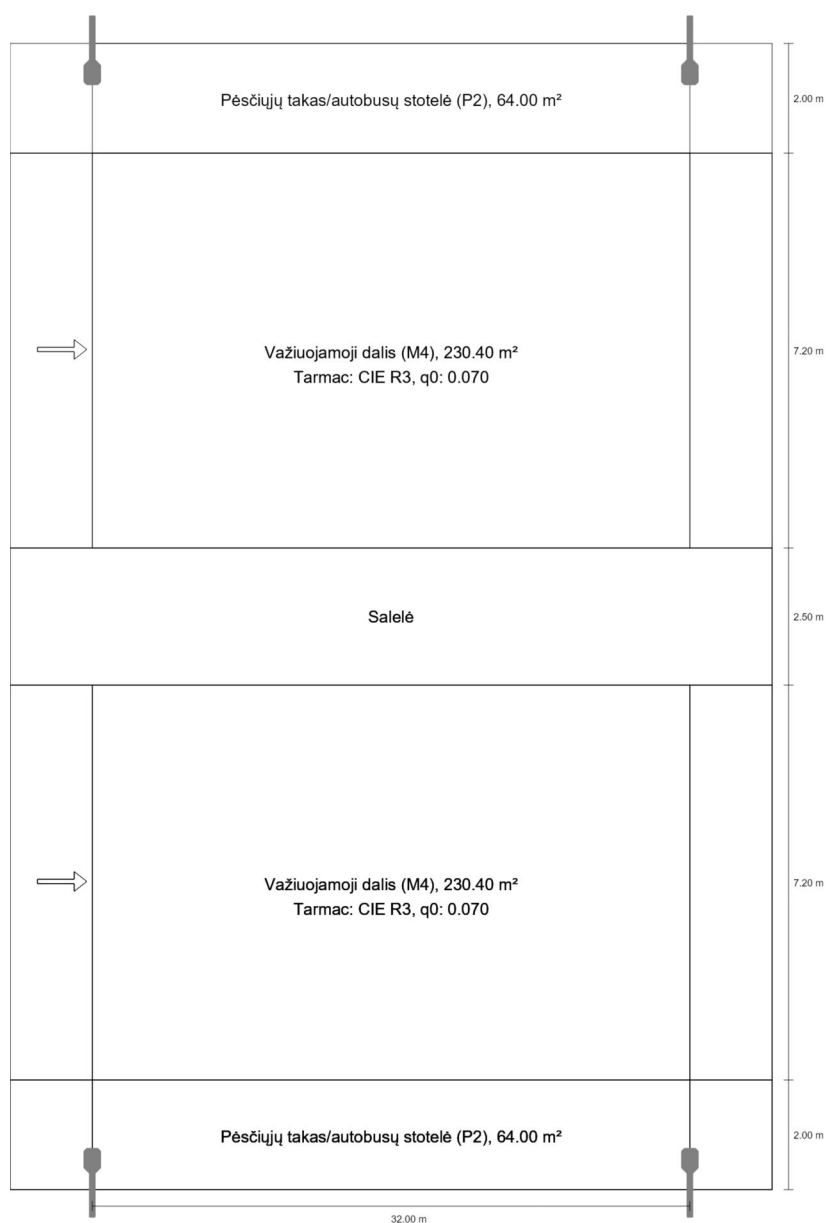 Pėsčiųjų takas/autobusų stotelė (P2), 64.00 m²
2.00 m
Važiuojamoji dalis (M4), 230.40 m²
Tarmac: CIE R3, q0: 0.070
7.20 m
Salelė
2.50 m
Važiuojamoji dalis (M4), 230.40 m²
Tarmac: CIE R3, q0: 0.070
7.20 m
Pėsčiųjų takas/autobusų stotelė (P2), 64.00 m²
2.00 m
32.00 m